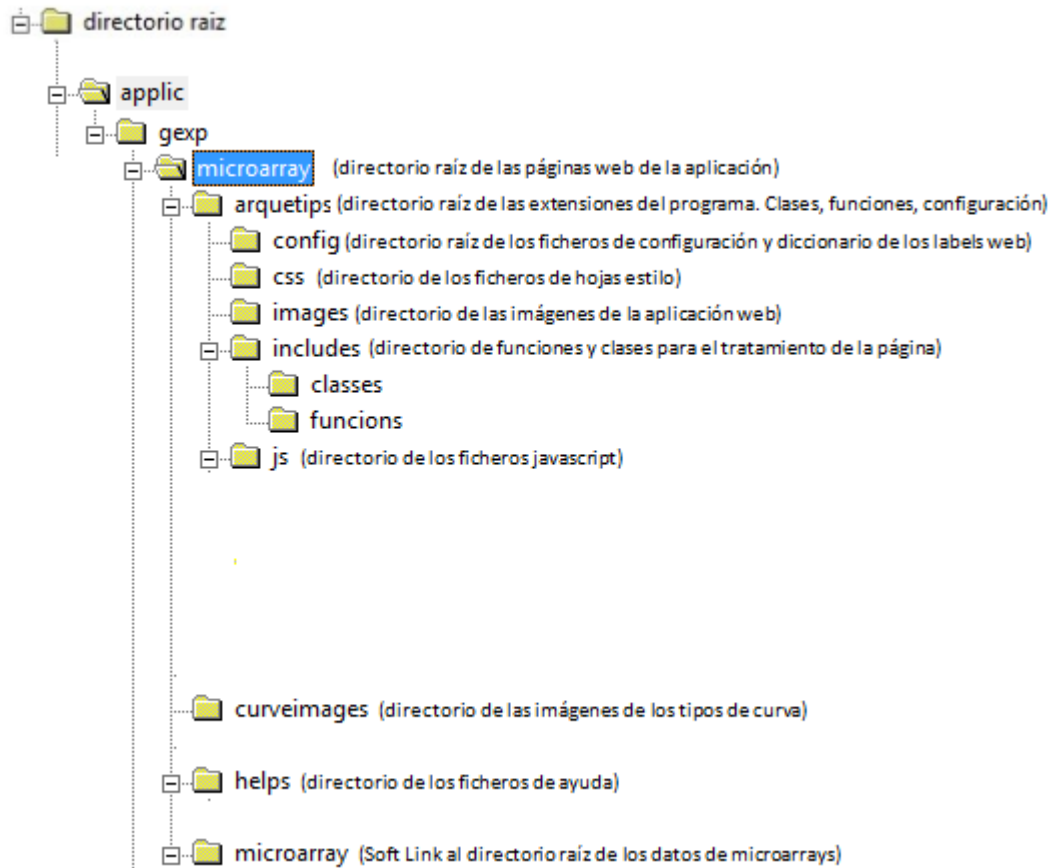 directorio raiz
applic
gexp
microarray (directorio raíz de las páginas web de la aplicación)
arquetips (directorio raíz de las extensiones del programa. Clases, funciones, configuración)
config (directorio raíz de los ficheros de configuración y diccionario de los labels web)
css (directorio de los ficheros de hojas estilo)
images (directorio de las imágenes de la aplicación web)
includes (directorio de funciones y clases para el tratamiento de la página)
classes
funcions
js (directorio de los ficheros javascript)
curveimages (directorio de las imágenes de los tipos de curva)
helps (directorio de los ficheros de ayuda)
microarray (Soft Link al directorio raíz de los datos de microarrays)